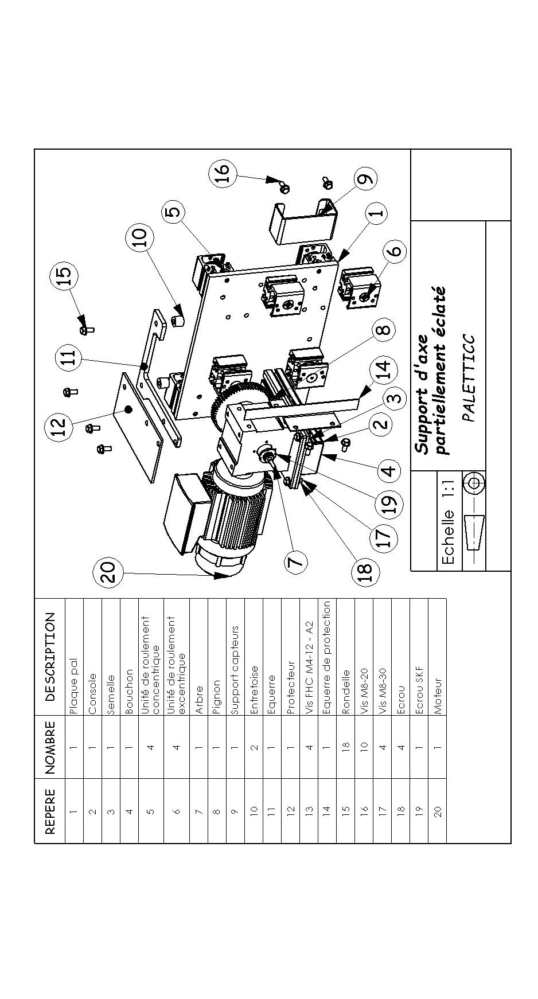 REPERE NOMBRE DESCRIPTION
1 1 Plaque pal
2 1 Console
3 1 Semelle
4 1 Bouchon
5 4 Unité de roulement
concentrique
6 4 Unité de roulement
excentrique
7 1 Arbre
8 1 Pignon
9 1 Support capteurs
10 2 Entretoise
11 1 Equerre
12 1 Protecteur
13 4 Vis FHC M4-12 - A2
14 1 Equerre de protection
15 18 Rondelle
16 10 Vis M8-20
17 4 Vis M8-30
18 4 Ecrou
19 1 Ecrou SKF
20 1 Moteur
20
12
11
15
10
5
16
9
1
6
8
14
3
2
4
19
17
18
7
Echelle 1:1
Support d'axe
partiellement éclaté
PALETTICC